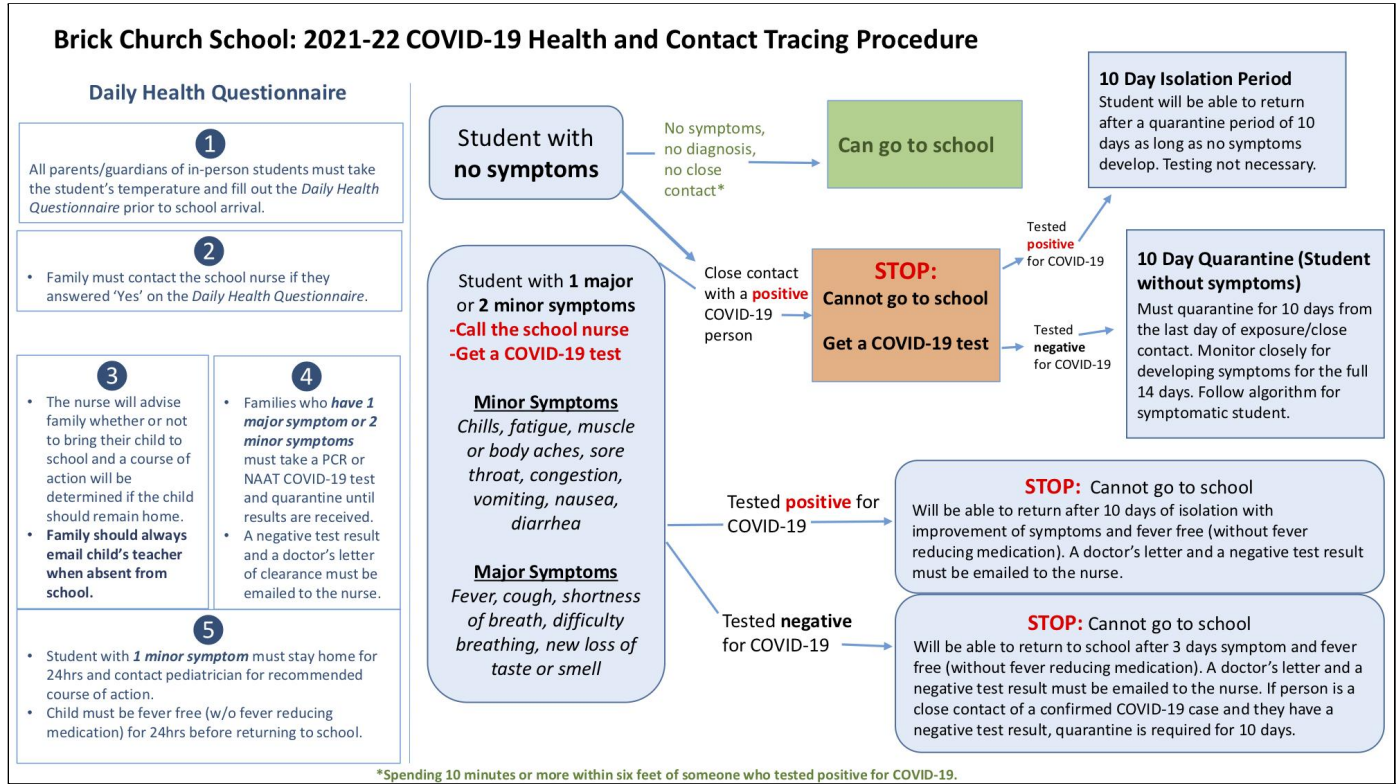 Brick Church School: 2021-22 COVID-19 Health and Contact Tracing Procedure
Daily Health Questionnaire
1
All parents/guardians of in-person students must take
the student's temperature and fill out the Daily Health
Questionnaire prior to school arrival.
2
• Family must contact the school nurse if they
answered 'Yes' on the Daily Health Questionnaire.
3
• The nurse will advise
family whether or not
to bring their child to
school and a course of
action will be
determined if the child
should remain home.
• Family should always
email child's teacher
when absent from
school.
4
• Families who have 1
major symptom or 2
minor symptoms
must take a PCR or
NAAT COVID-19 test
and quarantine until
results are received.
• A negative test result
and a doctor's letter
of clearance must be
emailed to the nurse.
5
• Student with 1 minor symptom must stay home for
24hrs and contact pediatrician for recommended
course of action.
• Child must be fever free (w/o fever reducing
medication) for 24hrs before returning to school.
Student with
no symptoms
No symptoms,
no diagnosis,
no close
contact*
Can go to school
Student with 1 major
or 2 minor symptoms
-Call the school nurse
-Get a COVID-19 test
Minor Symptoms
Chills, fatigue, muscle
or body aches, sore
throat, congestion,
vomiting, nausea,
diarrhea
Major Symptoms
Fever, cough, shortness
of breath, difficulty
breathing, new loss of
taste or smell
Close contact
with a positive
COVID-19
person
STOP:
Cannot go to school
Get a COVID-19 test
Tested
positive
for COVID-19
10 Day Isolation Period
Student will be able to return
after a quarantine period of 10
days as long as no symptoms
develop. Testing not necessary.
Tested
negative
for COVID-19
10 Day Quarantine (Student
without symptoms)
Must quarantine for 10 days from
the last day of exposure/close
contact. Monitor closely for
developing symptoms for the full
14 days. Follow algorithm for
symptomatic student.
Tested positive for
COVID-19
STOP: Cannot go to school
Will be able to return after 10 days of isolation with
improvement of symptoms and fever free (without fever
reducing medication). A doctor's letter and a negative test result
must be emailed to the nurse.
Tested negative
for COVID-19
STOP: Cannot go to school
Will be able to return to school after 3 days symptom and fever
free (without fever reducing medication). A doctor's letter and a
negative test result must be emailed to the nurse. If person is a
close contact of a confirmed COVID-19 case and they have a
negative test result, quarantine is required for 10 days.
*Spending 10 minutes or more within six feet of someone who tested positive for COVID-19.